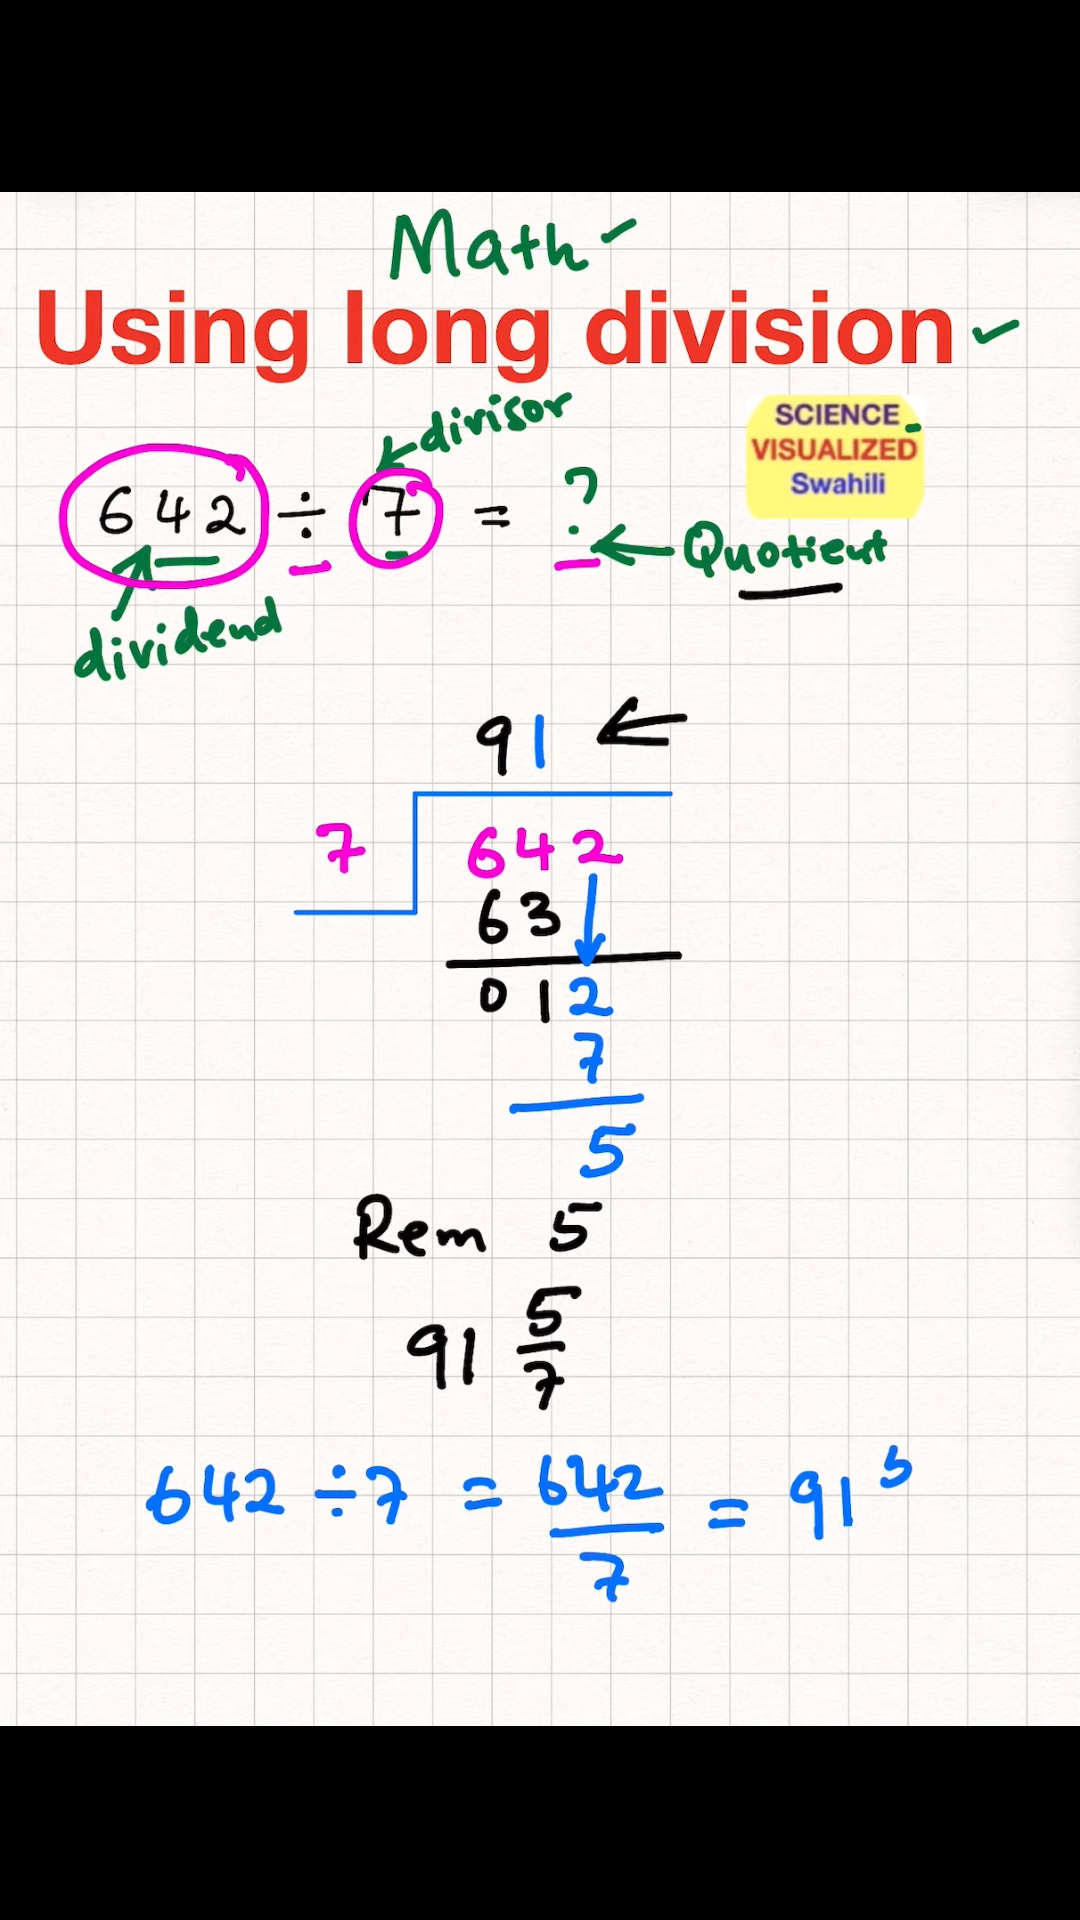 Math
Using long division
divisor
SCIENCE
VISUALIZED
Swahili
642 ÷ 7 = ?
Quotient
dividend
91
7 642
63
012
7
5
Rem 5
91 5/7
642 ÷ 7 = 642/7 = 91 5